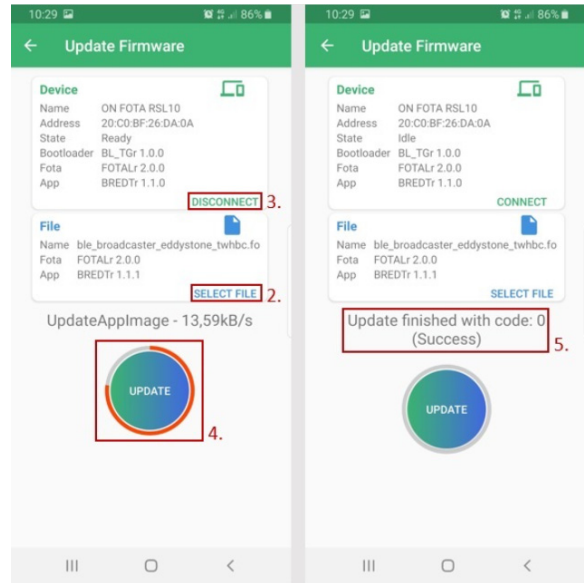 10:29 86%
Update Firmware
Device
Name ON FOTA RSL10
Address 20:C0:BF:26:DA:0A
State Ready
Bootloader BL_TGr 1.0.0
Fota FOTALr 2.0.0
App BREDTr 1.1.0
DISCONNECT 3.
File
Name ble_broadcaster_eddystone_twhbc.fo
Fota FOTALr 2.0.0
App BREDTr 1.1.1
SELECT FILE 2.
UpdateAppImage - 13,59kB/s
UPDATE
4.
10:29 86%
Update Firmware
Device
Name ON FOTA RSL10
Address 20:C0:BF:26:DA:0A
State Idle
Bootloader BL_TGr 1.0.0
Fota FOTALr 2.0.0
App BREDTr 1.1.0
CONNECT
File
Name ble_broadcaster_eddystone_twhbc.fo
Fota FOTALr 2.0.0
App BREDTr 1.1.1
SELECT FILE
Update finished with code: 0
(Success)
5.
UPDATE